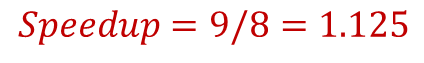 Speedup = 9/8 = 1.125